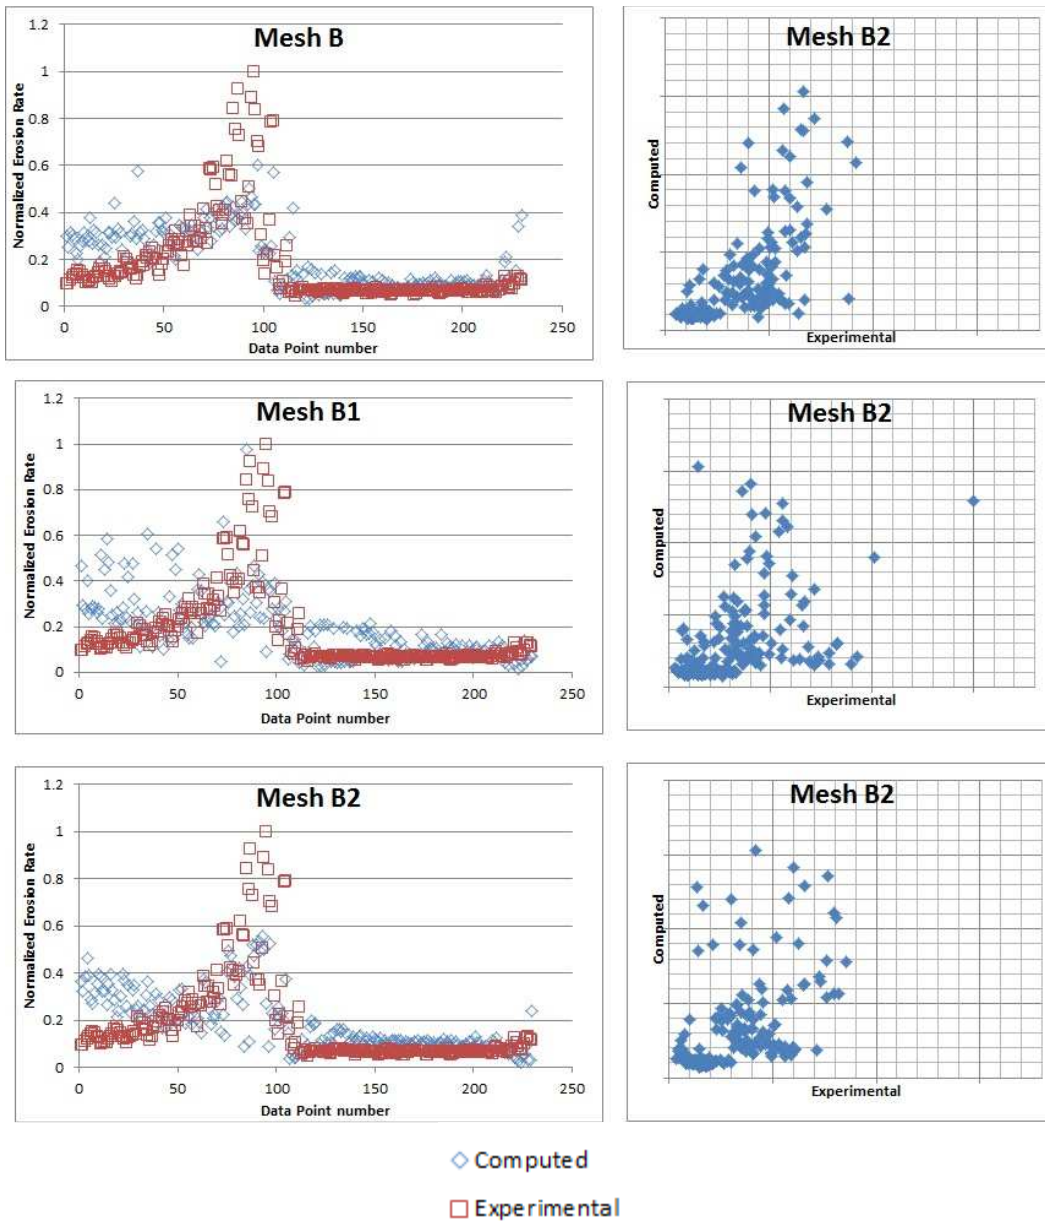 Mesh B
Normalized Erosion Rate
1.2
1
0.8
0.6
0.4
0.2
0
0 50 100 150 200 250
Data Point number
Mesh B2
Computed
Experimental
Mesh B1
Normalized Erosion Rate
1.2
1
0.8
0.6
0.4
0.2
0
0 50 100 150 200 250
Data Point number
Mesh B2
Computed
Experimental
Mesh B2
Normalized Erosion Rate
1.2
1
0.8
0.6
0.4
0.2
0
0 50 100 150 200 250
Data Point number
Mesh B2
Computed
Experimental
Computed
Experimental